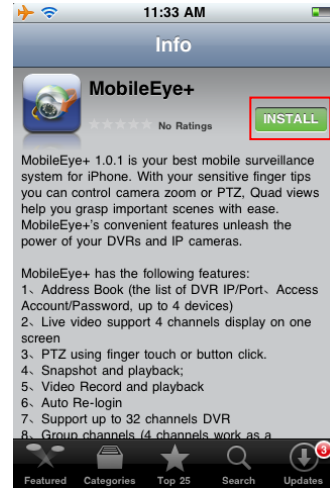 11:33 AM
Info
MobileEye+
No Ratings
INSTALL
MobileEye+ 1.0.1 is your best mobile surveillance
system for iPhone. With your sensitive finger tips
you can control camera zoom or PTZ, Quad views
help you grasp important scenes with ease.
MobileEye+'s convenient features unleash the
power of your DVRs and IP cameras.
MobileEye+ has the following features:
1、Address Book (the list of DVR IP/Port、Access
Account/Password, up to 4 devices)
2、Live video support 4 channels display on one
screen
3、PTZ using finger touch or button click.
4、Snapshot and playback;
5、Video Record and playback
6、Auto Re-login
7、Support up to 32 channels DVR
8、Group channels (4 channels work as a
3
Featured Categories Top 25 Search Updates